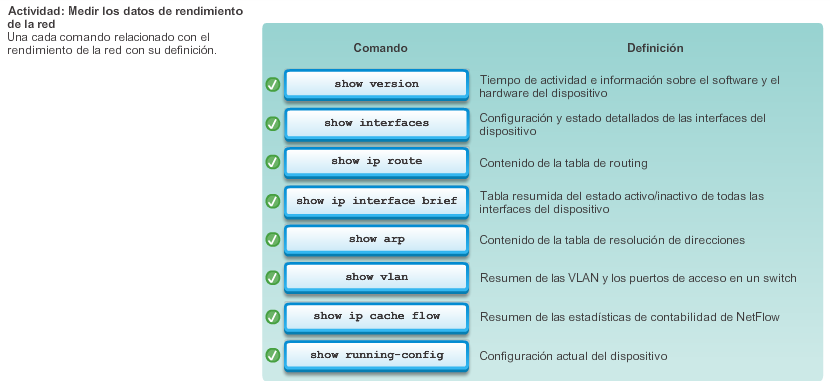 Actividad: Medir los datos de rendimiento
de la red
Una cada comando relacionado con el
rendimiento de la red con su definición.
Comando Definición
show version Tiempo de actividad e información sobre el software y el
hardware del dispositivo
show interfaces Configuración y estado detallados de las interfaces del
dispositivo
show ip route Contenido de la tabla de routing
show ip interface brief Tabla resumida del estado activo/inactivo de todas las
interfaces del dispositivo
show arp Contenido de la tabla de resolución de direcciones
show vlan Resumen de las VLAN y los puertos de acceso en un switch
show ip cache flow Resumen de las estadísticas de contabilidad de NetFlow
show running-config Configuración actual del dispositivo